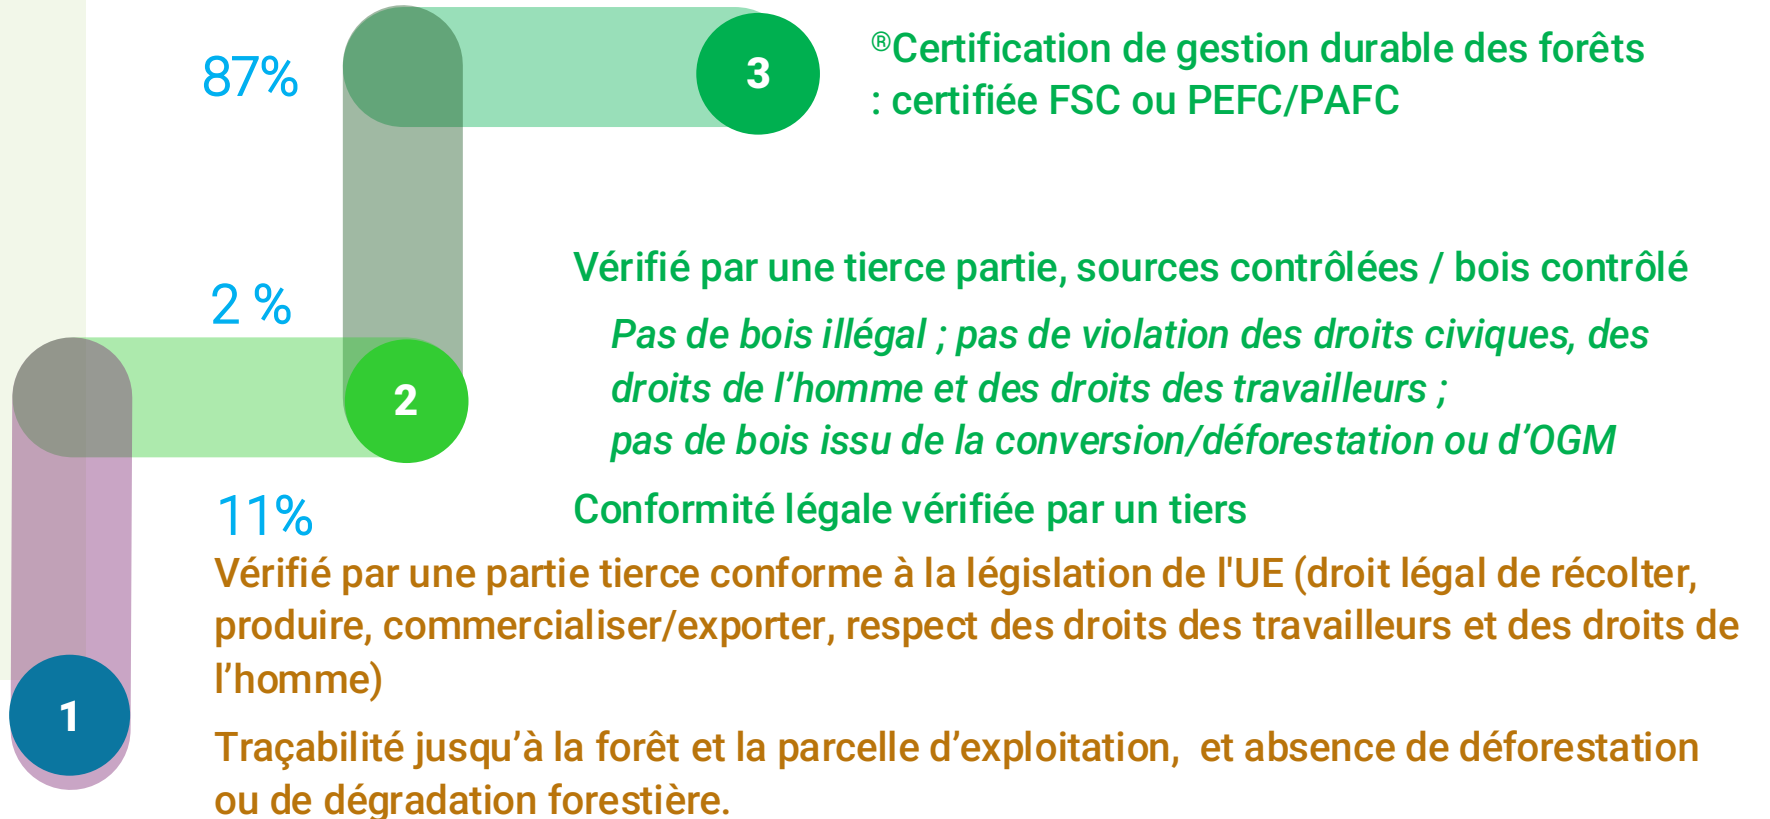 87%
3
®Certification de gestion durable des forêts
: certifiée FSC ou PEFC/PAFC
Vérifié par une tierce partie, sources contrôlées / bois contrôlé
2 %
Pas de bois illégal ; pas de violation des droits civiques, des
droits de l’homme et des droits des travailleurs ;
2
pas de bois issu de la conversion/déforestation ou d’OGM
11%
Conformité légale vérifiée par un tiers
Vérifié par une partie tierce conforme à la législation de l'UE (droit légal de récolter,
produire, commercialiser/exporter, respect des droits des travailleurs et des droits de
l’homme)
1
Traçabilité jusqu’à la forêt et la parcelle d’exploitation,  et absence de déforestation
ou de dégradation forestière.